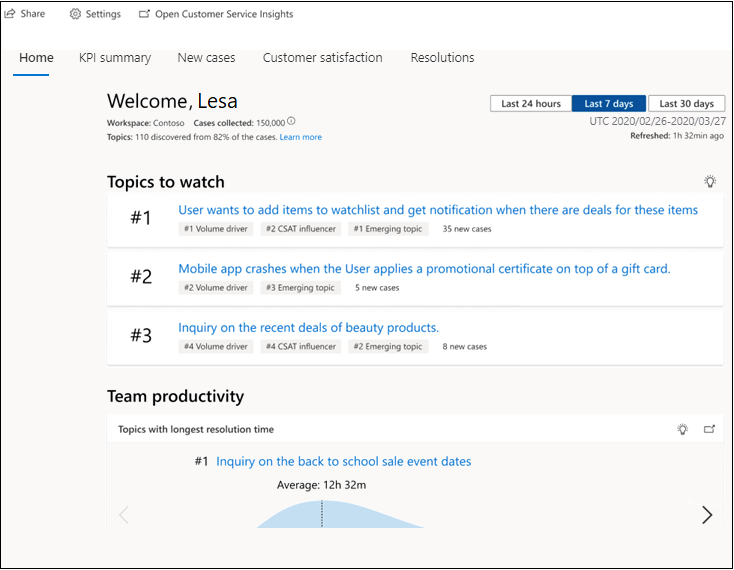 Share Settings Open Customer Service Insights
Home KPI summary New cases Customer satisfaction Resolutions
Welcome, Lesa
Last 24 hours Last 7 days Last 30 days
Workspace: Contoso Cases collected: 150,000
UTC 2020/02/26-2020/03/27
Topics: 110 discovered from 82% of the cases. Learn more
Refreshed: 1h 32min ago
Topics to watch
#1 User wants to add items to watchlist and get notification when there are deals for these items
#1 Volume driver #2 CSAT influencer #1 Emerging topic 35 new cases
#2 Mobile app crashes when the User applies a promotional certificate on top of a gift card.
#2 Volume driver #3 Emerging topic 5 new cases
#3 Inquiry on the recent deals of beauty products.
#4 Volume driver #4 CSAT influencer #2 Emerging topic 8 new cases
Team productivity
Topics with longest resolution time
#1 Inquiry on the back to school sale event dates
Average: 12h 32m